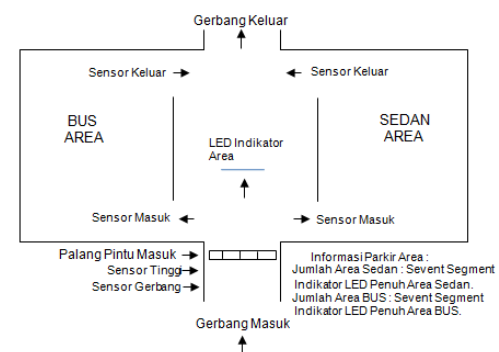 Gerbang Keluar
Sensor Keluar
Sensor Keluar
BUS
AREA
SEDAN
AREA
LED Indikator
Area
Sensor Masuk
Sensor Masuk
Palang Pintu Masuk
Sensor Tinggi
Sensor Gerbang
Informasi Parkir Area :
Jumlah Area Sedan : Sevent Segment
Indikator LED Penuh Area Sedan.
Jumlah Area BUS : Sevent Segment
Indikator LED Penuh Area BUS.
Gerbang Masuk